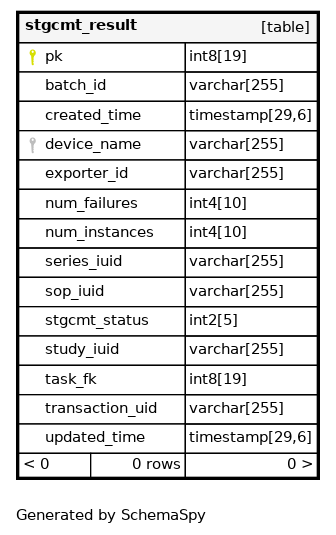 stgcmt_result [table]
pk int8[19]
batch_id varchar[255]
created_time timestamp[29,6]
device_name varchar[255]
exporter_id varchar[255]
num_failures int4[10]
num_instances int4[10]
series_iuid varchar[255]
sop_iuid varchar[255]
stgcmt_status int2[5]
study_iuid varchar[255]
task_fk int8[19]
transaction_uid varchar[255]
updated_time timestamp[29,6]
< 0 0 rows 0 >
Generated by SchemaSpy